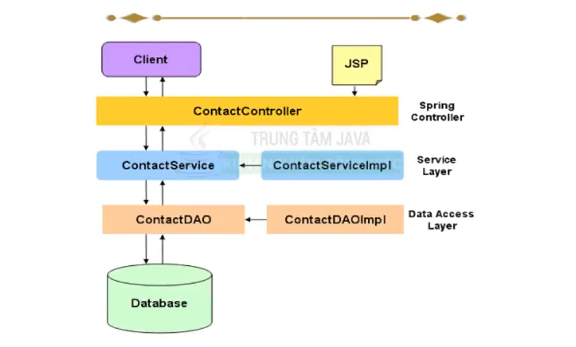 Client
JSP
ContactController
Spring
Controller
TRUNG TÂM JAVA
ContactService
ContactServiceImpl
Service
Layer
ContactDAO
ContactDAOImpl
Data Access
Layer
Database